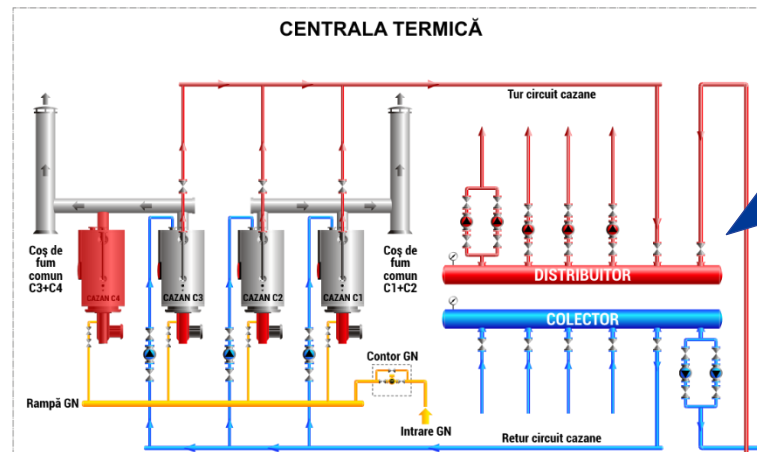 CENTRALA TERMICĂ
Tur circuit cazane
Coş de
fum
comun
C3+C4
CAZAN C4
CAZAN C3
CAZAN C2
CAZAN C1
Coş de
fum
comun
C1+C2
DISTRIBUITOR
COLECTOR
Contor GN
Rampă GN
Intrare GN
Retur circuit cazane